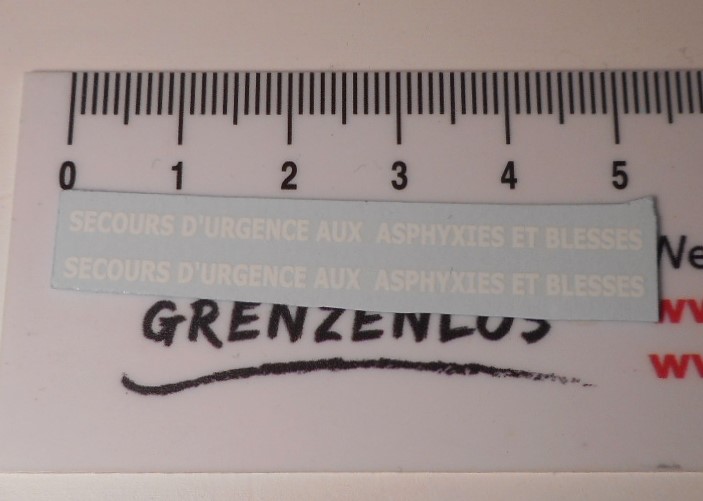 0 1 2 3 4 5
SECOURS D'URGENCE AUX ASPHYXIES ET BLESSES
SECOURS D'URGENCE AUX ASPHYXIES ET BLESSES
GRENZENLOS